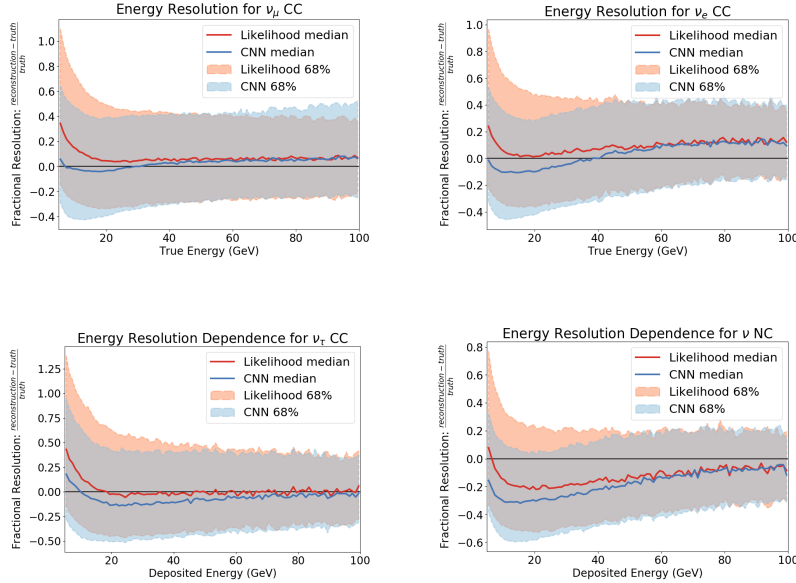 Energy Resolution for ν_μ CC
Fractional Resolution: reconstruction−truth / truth
1.0
0.8
0.6
0.4
0.2
0.0
−0.2
−0.4
Likelihood median
CNN median
Likelihood 68%
CNN 68%
20 40 60 80 100
True Energy (GeV)
Energy Resolution for ν_e CC
Fractional Resolution: reconstruction−truth / truth
1.0
0.8
0.6
0.4
0.2
0.0
−0.2
−0.4
Likelihood median
CNN median
Likelihood 68%
CNN 68%
20 40 60 80 100
True Energy (GeV)
Energy Resolution Dependence for ν_τ CC
Fractional Resolution: reconstruction−truth / truth
1.25
1.00
0.75
0.50
0.25
0.00
−0.25
−0.50
Likelihood median
CNN median
Likelihood 68%
CNN 68%
20 40 60 80 100
Deposited Energy (GeV)
Energy Resolution Dependence for ν NC
Fractional Resolution: reconstruction−truth / truth
0.8
0.6
0.4
0.2
0.0
−0.2
−0.4
−0.6
Likelihood median
CNN median
Likelihood 68%
CNN 68%
20 40 60 80 100
Deposited Energy (GeV)